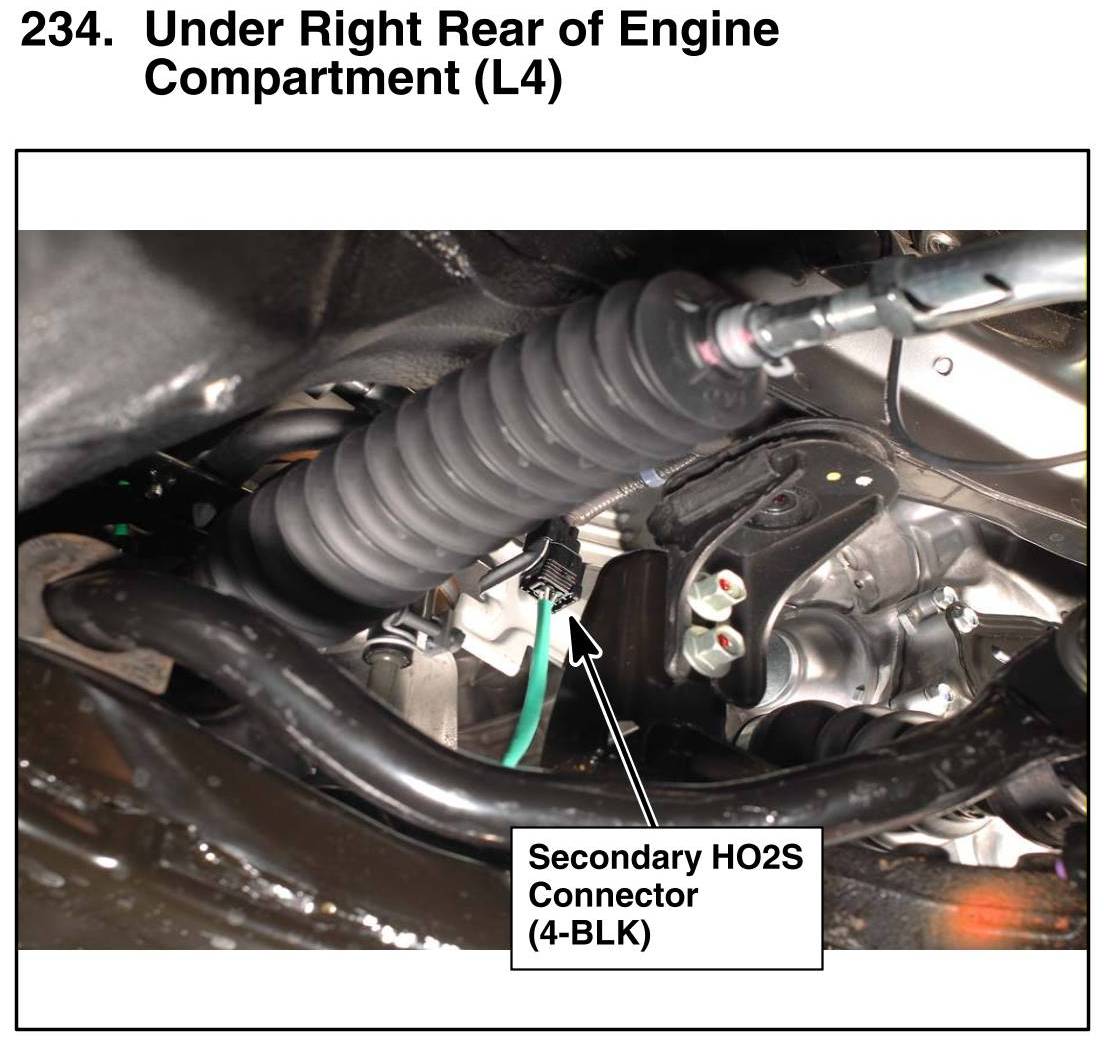 234. Under Right Rear of Engine
Compartment (L4)
Secondary HO2S
Connector
(4-BLK)